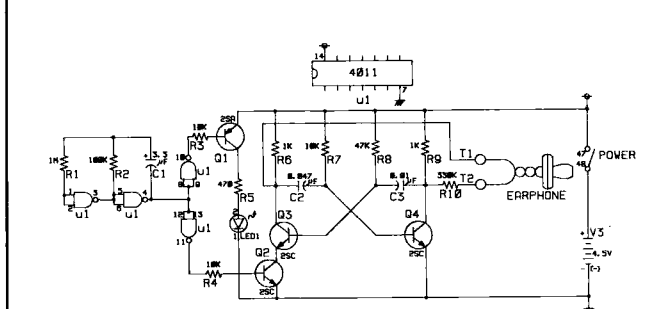 14
4011
7
u1
10K
R3
2SA
Q1
1M
R1
100K
R2
3.3
µF
C1
10
u1
8 9
470
R5
1K
R6
10K
R7
47K
R8
1K
R9
T1
T2
47
48
POWER
EARPHONE
330K
R10
0.047
µF
C2
0.01
µF
C3
1
2
3
u1
5
6
4
u1
12 13
u1
11
2
1 LED1
Q3
2SC
Q4
2SC
Q2
2SC
10K
R4
V3
+
4.5V
(-)